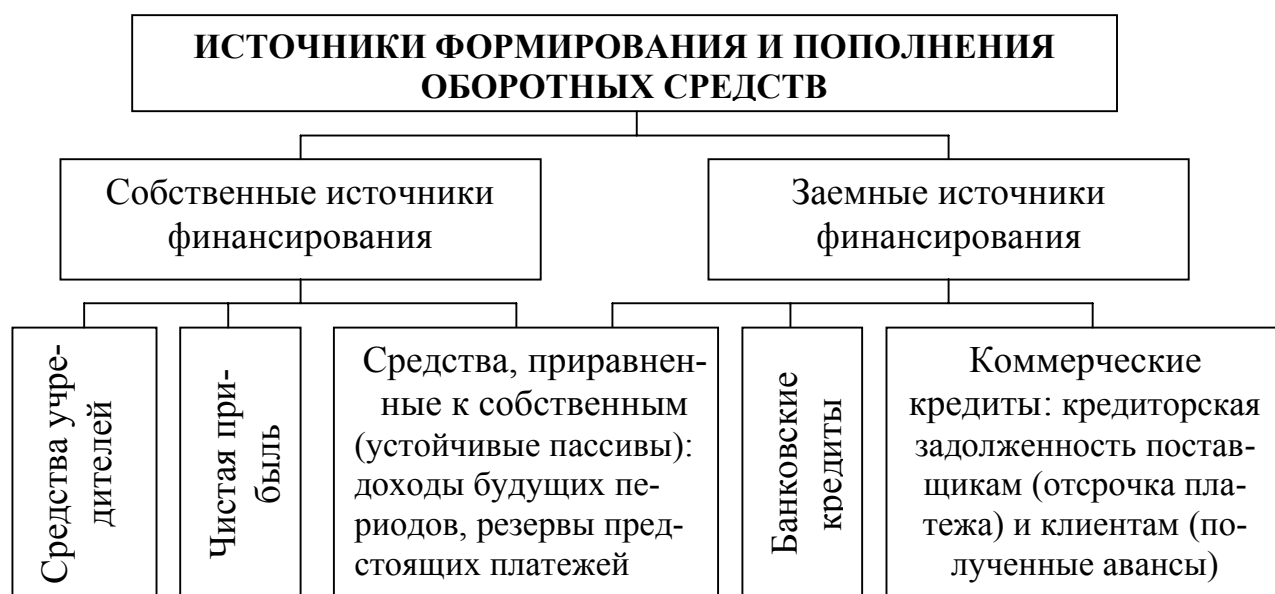 ИСТОЧНИКИ ФОРМИРОВАНИЯ И ПОПОЛНЕНИЯ
ОБОРОТНЫХ СРЕДСТВ
Собственные источники
финансирования
Заемные источники
финансирования
Средства учре-
дителей
Чистая при-
быль
Средства, приравнен-
ные к собственным
(устойчивые пассивы):
доходы будущих пе-
риодов, резервы пред-
стоящих платежей
Банковские
кредиты
Коммерческие
кредиты: кредиторская
задолженность постав-
щикам (отсрочка пла-
тежа) и клиентам (по-
лученные авансы)